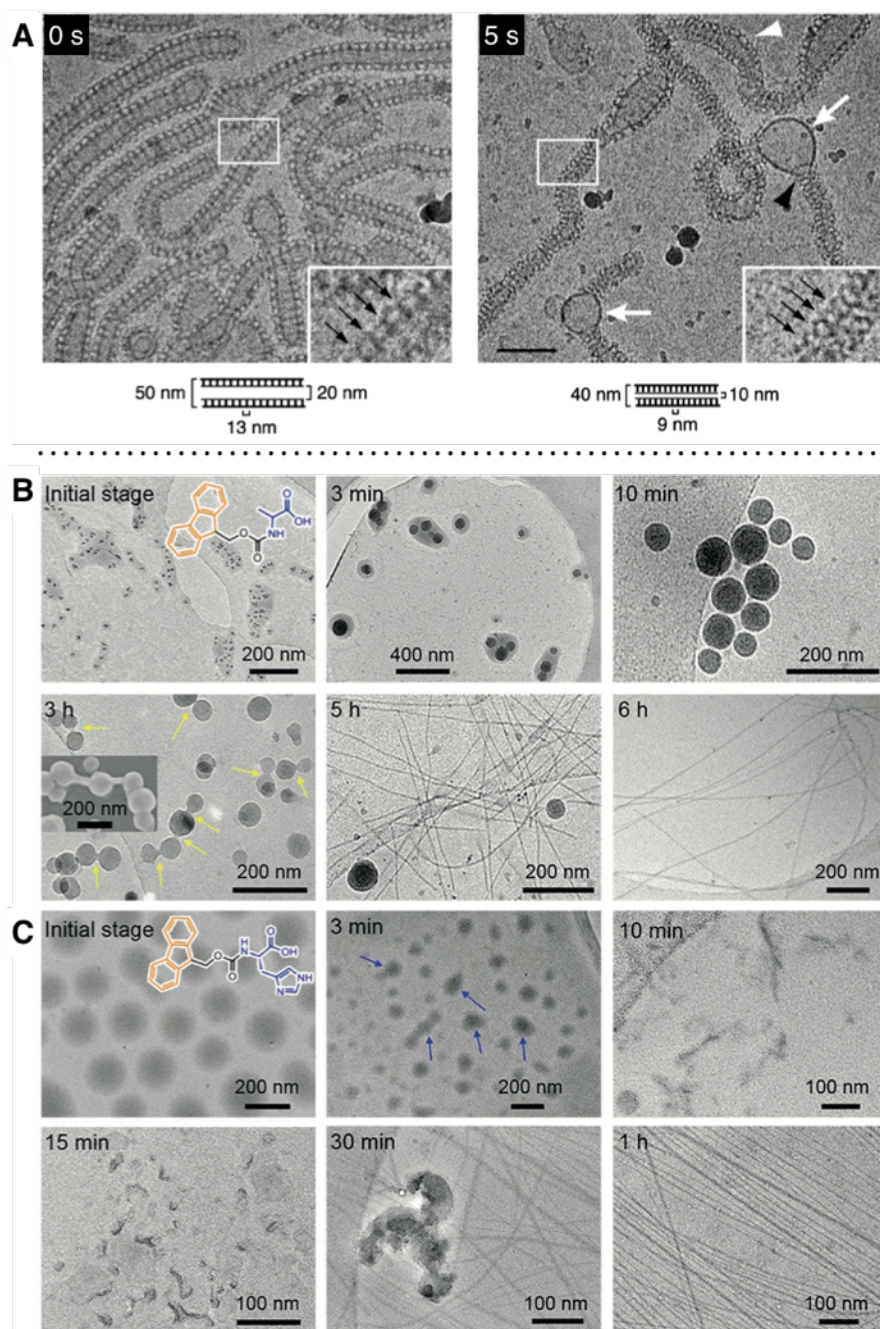 A
0 s
5 s
50 nm
20 nm
13 nm
40 nm
10 nm
9 nm
B
Initial stage
O
OH
N
H
O
O
200 nm
3 min
400 nm
10 min
200 nm
3 h
200 nm
200 nm
5 h
200 nm
6 h
200 nm
C
Initial stage
H
N
O
OH
O
O
NH
N
200 nm
3 min
200 nm
10 min
100 nm
15 min
100 nm
30 min
100 nm
1 h
100 nm